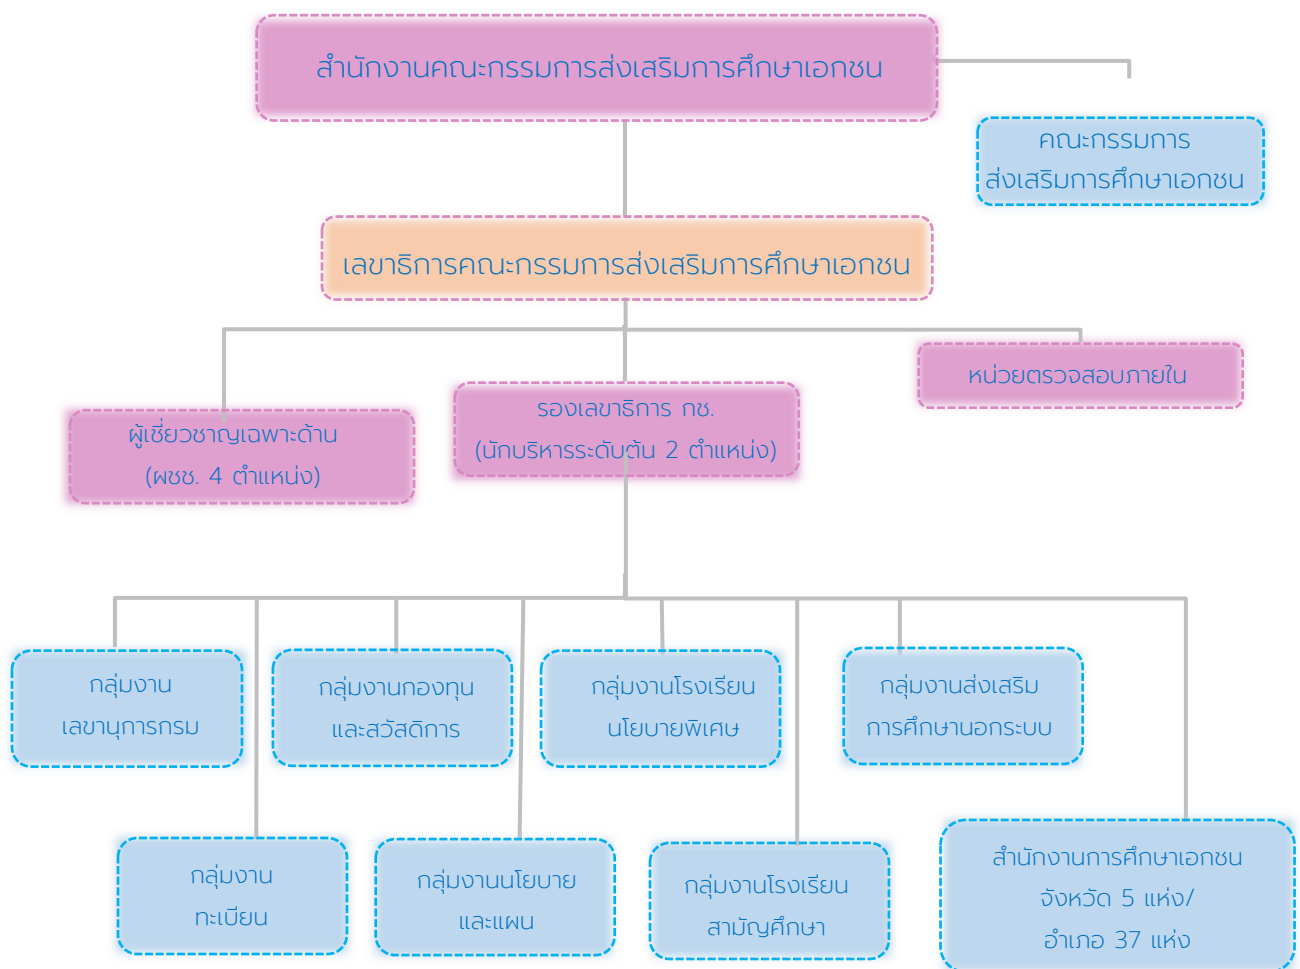 สำนักงานคณะกรรมการส่งเสริมการศึกษาเอกชน
คณะกรรมการ
ส่งเสริมการศึกษาเอกชน
เลขาธิการคณะกรรมการส่งเสริมการศึกษาเอกชน
หน่วยตรวจสอบภายใน
รองเลขาธิการ กช.
(นักบริหารระดับต้น 2 ตำแหน่ง)
ผู้เชี่ยวชาญเฉพาะด้าน
(ผชช. 4 ตำแหน่ง)
กลุ่มงาน
เลขานุการกรม
กลุ่มงานกองทุน
และสวัสดิการ
กลุ่มงานโรงเรียน
นโยบายพิเศษ
กลุ่มงานส่งเสริม
การศึกษานอกระบบ
กลุ่มงาน
ทะเบียน
กลุ่มงานนโยบาย
และแผน
กลุ่มงานโรงเรียน
สามัญศึกษา
สำนักงานการศึกษาเอกชน
จังหวัด 5 แห่ง/
อำเภอ 37 แห่ง